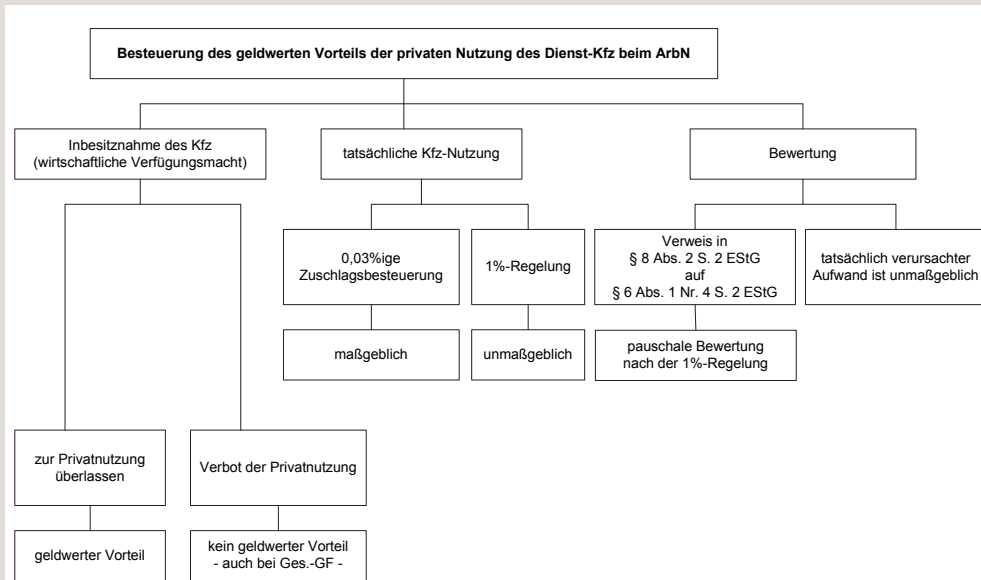 Besteuerung des geldwerten Vorteils der privaten Nutzung des Dienst-Kfz beim ArbN
Inbesitznahme des Kfz
(wirtschaftliche Verfügungsmacht)
tatsächliche Kfz-Nutzung
Bewertung
0,03%ige
Zuschlagsbesteuerung
1%-Regelung
Verweis in
§ 8 Abs. 2 S. 2 EStG
auf
§ 6 Abs. 1 Nr. 4 S. 2 EStG
tatsächlich verursachter
Aufwand ist unmaßgeblich
maßgeblich
unmaßgeblich
pauschale Bewertung
nach der 1%-Regelung
zur Privatnutzung
überlassen
Verbot der Privatnutzung
geldwerter Vorteil
kein geldwerter Vorteil
- auch bei Ges.-GF -